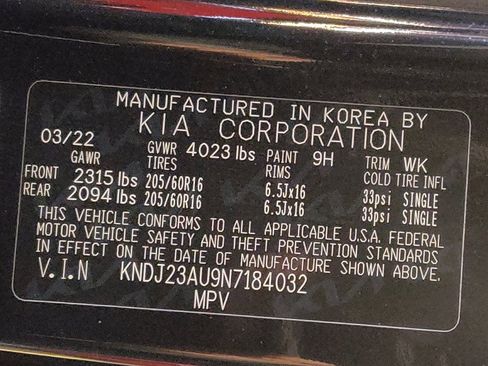 MANUFACTURED IN KOREA BY
KIA CORPORATION
03/22 GVWR 4023 lbs PAINT 9H TRIM WK
GAWR TIRES RIMS COLD TIRE INFL
FRONT 2315 lbs 205/60R16 6.5Jx16 33psi SINGLE
REAR 2094 lbs 205/60R16 6.5Jx16 33psi SINGLE
THIS VEHICLE CONFORMS TO ALL APPLICABLE U.S.A. FEDERAL
MOTOR VEHICLE SAFETY AND THEFT PREVENTION STANDARDS
IN EFFECT ON THE DATE OF MANUFACTURE SHOWN ABOVE.
V.I.N KNDJ23AU9N7184032
MPV